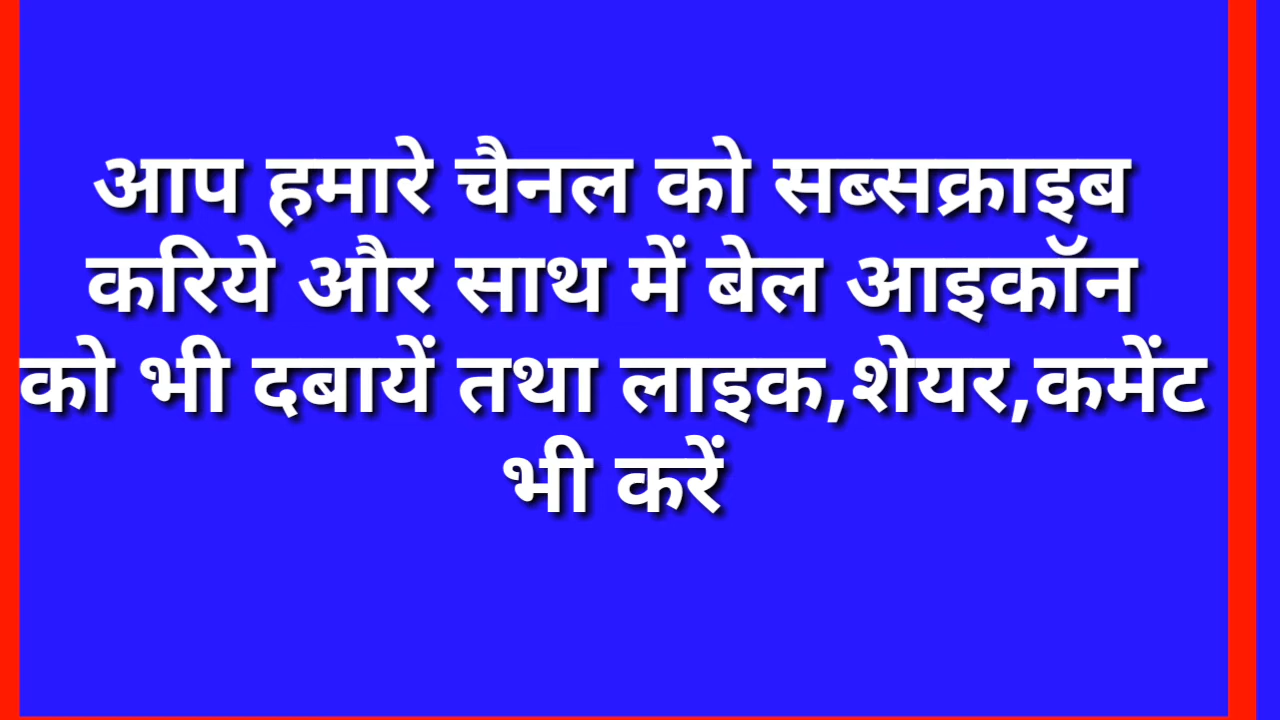 आप हमारे चैनल को सब्सक्राइब
करिये और साथ में बेल आइकॉन
को भी दबायें तथा लाइक,शेयर,कमेंट
भी करें